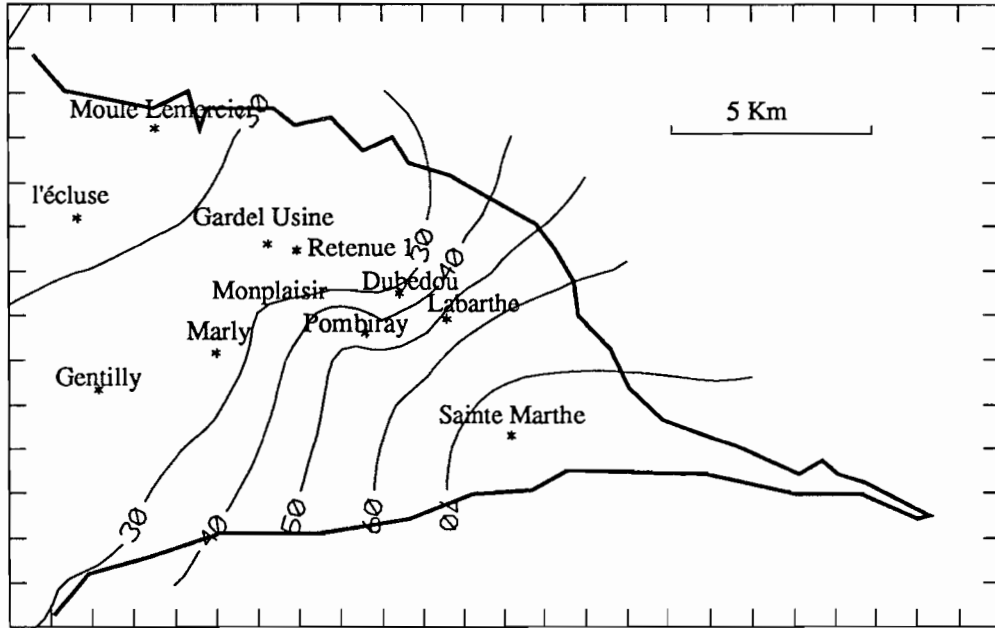 Moule Lemercier
30
5 Km
l'écluse
Gardel Usine
Retenue 1
30
40
Dubédou
Monplaisir
Labarthe
Pombiray
Marly
Gentilly
Sainte Marthe
30
40
50
60
70